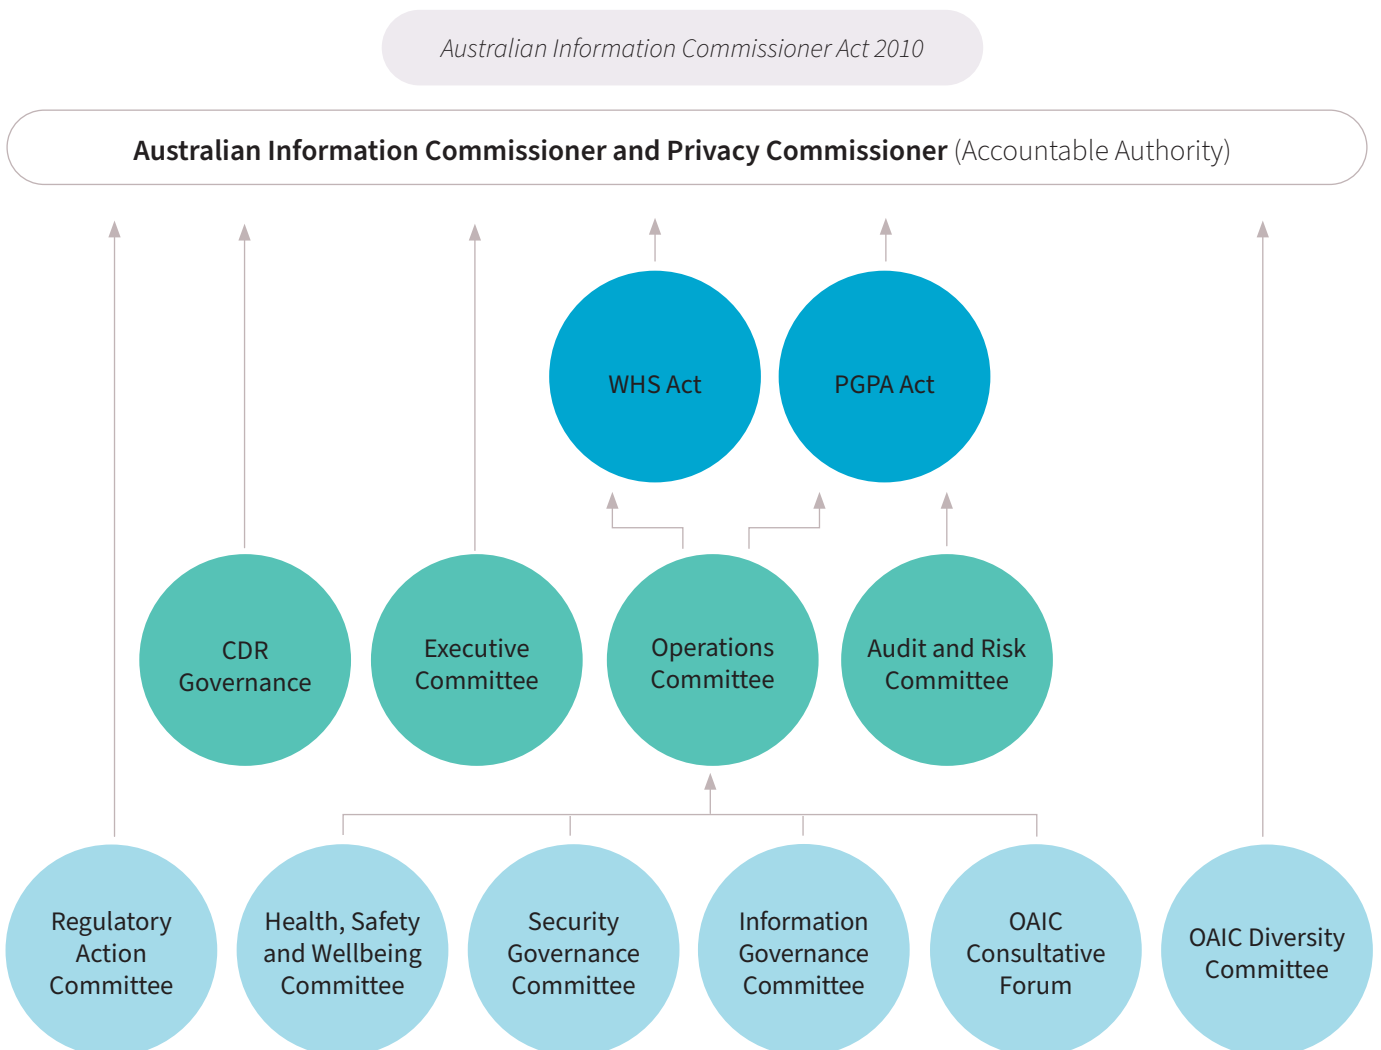 Australian Information Commissioner Act 2010
Australian Information Commissioner and Privacy Commissioner (Accountable Authority)
WHS Act
PGPA Act
CDR
Governance
Executive
Committee
Operations
Committee
Audit and Risk
Committee
Regulatory
Action
Committee
Health, Safety
and Wellbeing
Committee
Security
Governance
Committee
Information
Governance
Committee
OAIC
Consultative
Forum
OAIC Diversity
Committee